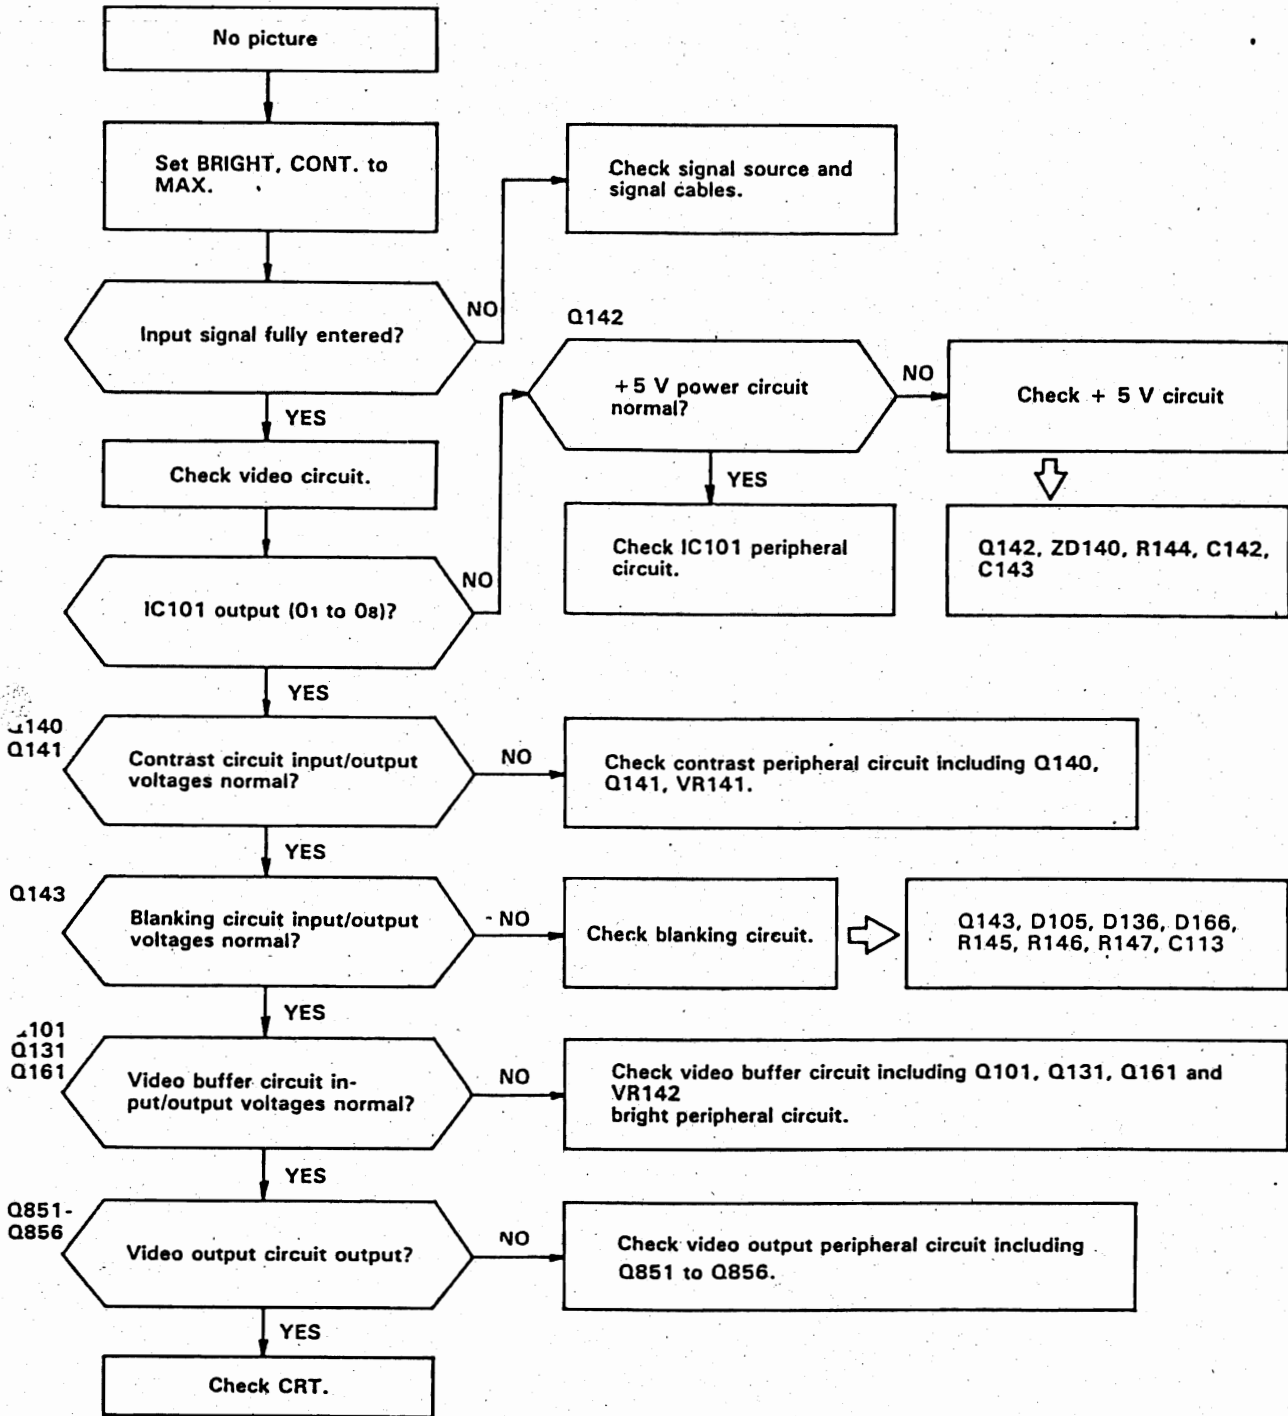 No picture
Set BRIGHT, CONT. to
MAX.
Check signal source and
signal cables.
Input signal fully entered?
NO
YES
Q142
+5 V power circuit
normal?
NO
Check + 5 V circuit
YES
Check IC101 peripheral
circuit.
Q142, ZD140, R144, C142,
C143
Check video circuit.
IC101 output (O1 to O8)?
NO
YES
Q140
Q141
Contrast circuit input/output
voltages normal?
NO
Check contrast peripheral circuit including Q140,
Q141, VR141.
YES
Q143
Blanking circuit input/output
voltages normal?
NO
Check blanking circuit.
Q143, D105, D136, D166,
R145, R146, R147, C113
YES
Q101
Q131
Q161
Video buffer circuit in-
put/output voltages normal?
NO
Check video buffer circuit including Q101, Q131, Q161 and
VR142
bright peripheral circuit.
YES
Q851-
Q856
Video output circuit output?
NO
Check video output peripheral circuit including
Q851 to Q856.
YES
Check CRT.